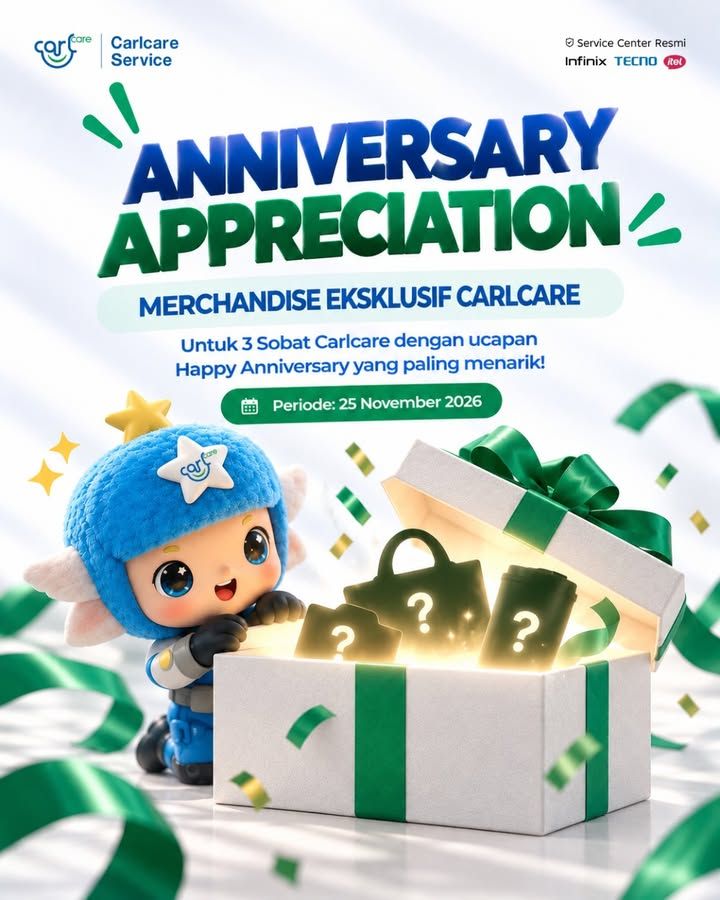 carlcare
Carlcare
Service
Service Center Resmi
Infinix TECNO itel
ANNIVERSARY
APPRECIATION
MERCHANDISE EKSKLUSIF CARLCARE
Untuk 3 Sobat Carlcare dengan ucapan
Happy Anniversary yang paling menarik!
Periode: 25 November 2026
carlcare
? ? ?